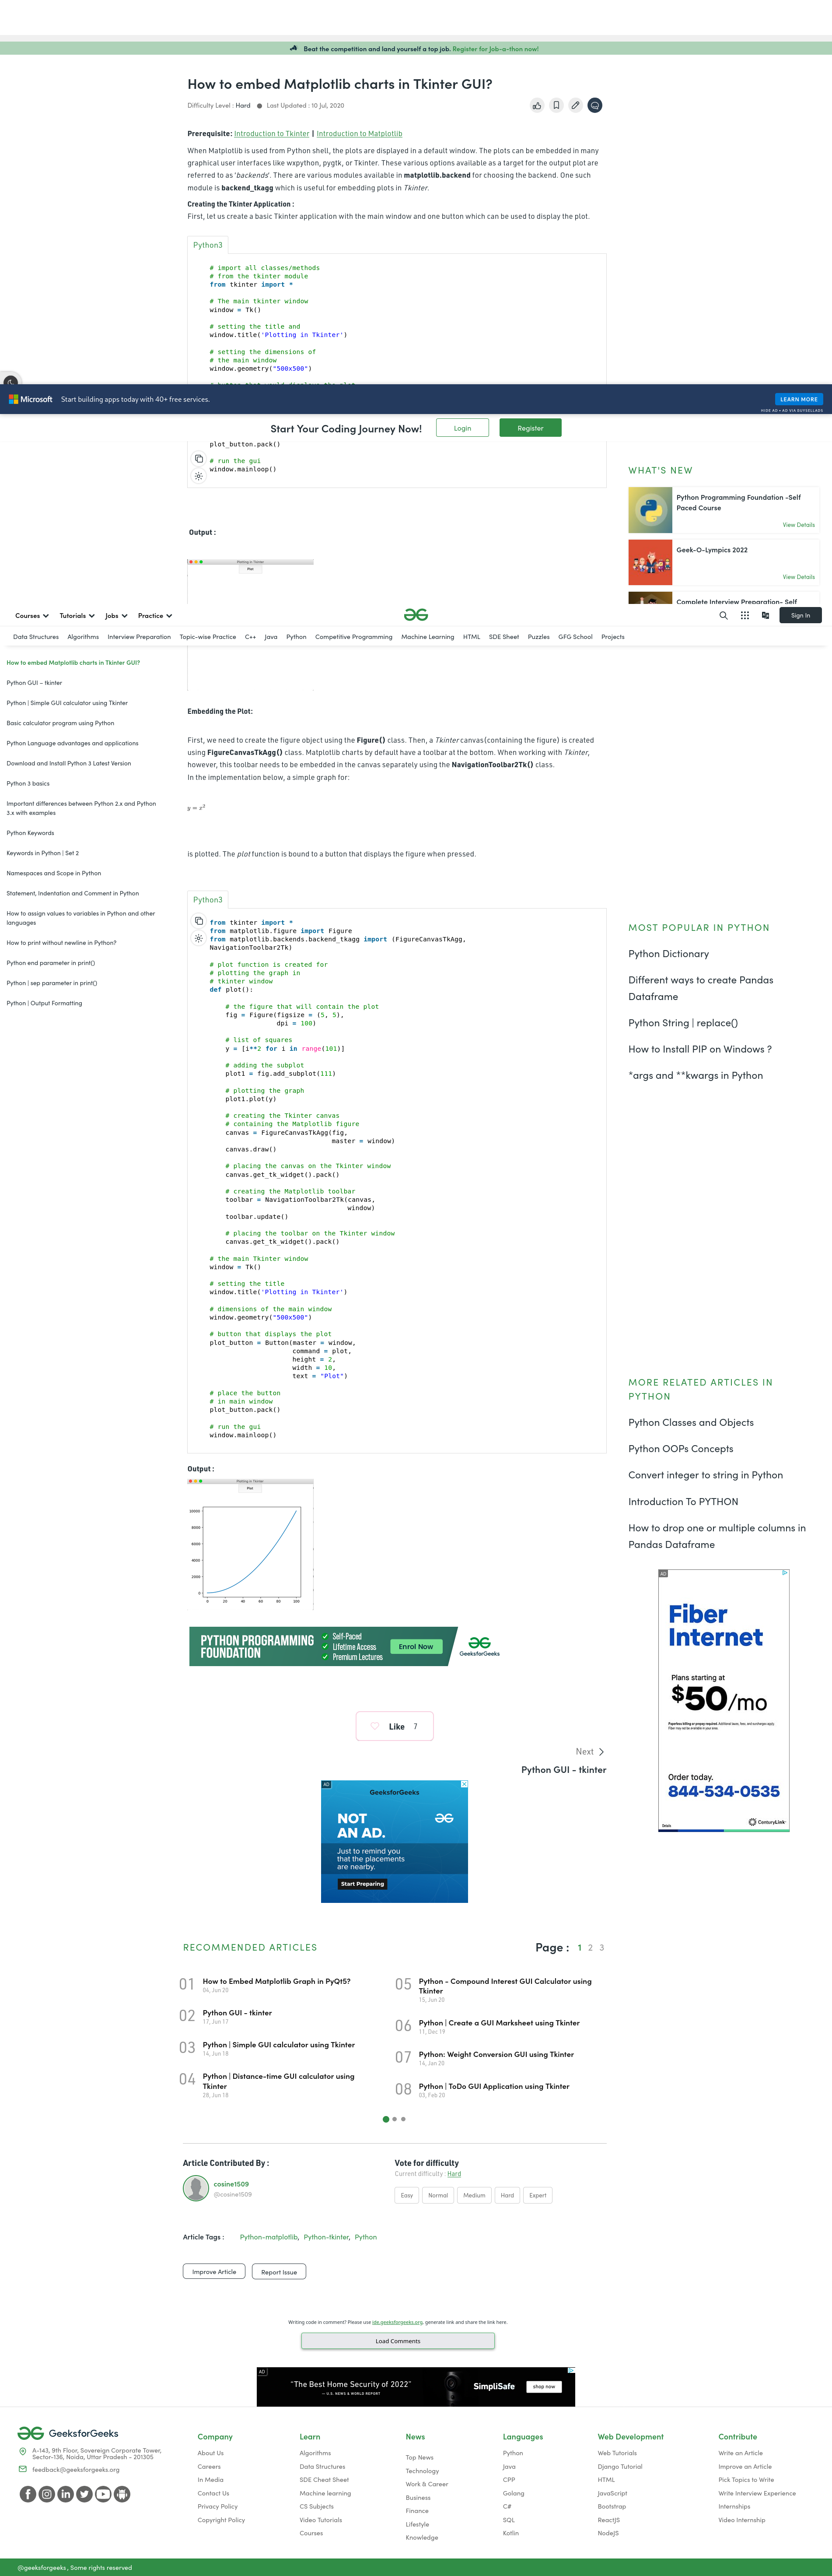 Beat the competition and land yourself a top job. Register for Job-a-thon now!
How to embed Matplotlib charts in Tkinter GUI?
Difficulty Level : Hard ● Last Updated : 10 Jul, 2020
Prerequisite: Introduction to Tkinter | Introduction to Matplotlib
When Matplotlib is used from Python shell, the plots are displayed in a default window. The plots can be embedded in many
graphical user interfaces like wxpython, pygtk, or Tkinter. These various options available as a target for the output plot are
referred to as 'backends'. There are various modules available in matplotlib.backend for choosing the backend. One such
module is backend_tkagg which is useful for embedding plots in Tkinter.
Creating the Tkinter Application :
First, let us create a basic Tkinter application with the main window and one button which can be used to display the plot.
Python3
# import all classes/methods
# from the tkinter module
from tkinter import *
# The main tkinter window
window = Tk()
# setting the title and
window.title('Plotting in Tkinter')
# setting the dimensions of
# the main window
window.geometry("500x500")
Microsoft
Start building apps today with 40+ free services.
LEARN MORE
HIDE AD • AD VIA BUYSELLADS
Start Your Coding Journey Now!
Login
Register
plot_button.pack()
# run the gui
window.mainloop()
Output :
Plotting in Tkinter
Plot
WHAT'S NEW
Python Programming Foundation -Self
Paced Course
View Details
Geek-O-Lympics 2022
View Details
Complete Interview Preparation- Self
Courses
Tutorials
Jobs
Practice
Sign In
Data Structures
Algorithms
Interview Preparation
Topic-wise Practice
C++
Java
Python
Competitive Programming
Machine Learning
HTML
SDE Sheet
Puzzles
GFG School
Projects
How to embed Matplotlib charts in Tkinter GUI?
Python GUI – tkinter
Python | Simple GUI calculator using Tkinter
Basic calculator program using Python
Python Language advantages and applications
Download and Install Python 3 Latest Version
Python 3 basics
Important differences between Python 2.x and Python
3.x with examples
Python Keywords
Keywords in Python | Set 2
Namespaces and Scope in Python
Statement, Indentation and Comment in Python
How to assign values to variables in Python and other
languages
How to print without newline in Python?
Python end parameter in print()
Python | sep parameter in print()
Python | Output Formatting
Embedding the Plot:
First, we need to create the figure object using the Figure() class. Then, a Tkinter canvas(containing the figure) is created
using FigureCanvasTkAgg() class. Matplotlib charts by default have a toolbar at the bottom. When working with Tkinter,
however, this toolbar needs to be embedded in the canvas separately using the NavigationToolbar2Tk() class.
In the implementation below, a simple graph for:
y = x²
is plotted. The plot function is bound to a button that displays the figure when pressed.
Python3
from tkinter import *
from matplotlib.figure import Figure
from matplotlib.backends.backend_tkagg import (FigureCanvasTkAgg,
NavigationToolbar2Tk)
# plot function is created for
# plotting the graph in
# tkinter window
def plot():
# the figure that will contain the plot
fig = Figure(figsize = (5, 5),
dpi = 100)
# list of squares
y = [i**2 for i in range(101)]
# adding the subplot
plot1 = fig.add_subplot(111)
# plotting the graph
plot1.plot(y)
# creating the Tkinter canvas
# containing the Matplotlib figure
canvas = FigureCanvasTkAgg(fig,
master = window)
canvas.draw()
# placing the canvas on the Tkinter window
canvas.get_tk_widget().pack()
# creating the Matplotlib toolbar
toolbar = NavigationToolbar2Tk(canvas,
window)
toolbar.update()
# placing the toolbar on the Tkinter window
canvas.get_tk_widget().pack()
# the main Tkinter window
window = Tk()
# setting the title
window.title('Plotting in Tkinter')
# dimensions of the main window
window.geometry("500x500")
# button that displays the plot
plot_button = Button(master = window,
command = plot,
height = 2,
width = 10,
text = "Plot")
# place the button
# in main window
plot_button.pack()
# run the gui
window.mainloop()
Output :
Plotting in Tkinter
Plot
10000
8000
6000
4000
2000
0
0 20 40 60 80 100
MOST POPULAR IN PYTHON
Python Dictionary
Different ways to create Pandas
Dataframe
Python String | replace()
How to Install PIP on Windows ?
*args and **kwargs in Python
MORE RELATED ARTICLES IN
PYTHON
Python Classes and Objects
Python OOPs Concepts
Convert integer to string in Python
Introduction To PYTHON
How to drop one or multiple columns in
Pandas Dataframe
AD
Fiber
Internet
Plans starting at
$50/mo
Paperless billing or prepay required. Additional taxes, fees, and surcharges apply.
Order today.
844-534-0535
Details
CenturyLink
PYTHON PROGRAMMING
FOUNDATION
Self-Paced
Lifetime Access
Premium Lectures
Enrol Now
GeeksforGeeks
Like 7
Next
Python GUI - tkinter
AD
GeeksforGeeks
NOT
AN AD.
Just to remind you
that the placements
are nearby.
Start Preparing
RECOMMENDED ARTICLES
Page : 1 2 3
01 How to Embed Matplotlib Graph in PyQt5?
04, Jun 20
02 Python GUI - tkinter
17, Jun 17
03 Python | Simple GUI calculator using Tkinter
14, Jun 18
04 Python | Distance-time GUI calculator using
Tkinter
28, Jun 18
05 Python - Compound Interest GUI Calculator using
Tkinter
15, Jun 20
06 Python | Create a GUI Marksheet using Tkinter
11, Dec 19
07 Python: Weight Conversion GUI using Tkinter
14, Jan 20
08 Python | ToDo GUI Application using Tkinter
03, Feb 20
Article Contributed By :
cosine1509
@cosine1509
Vote for difficulty
Current difficulty : Hard
Easy
Normal
Medium
Hard
Expert
Article Tags : Python-matplotlib, Python-tkinter, Python
Improve Article
Report Issue
Writing code in comment? Please use ide.geeksforgeeks.org, generate link and share the link here.
Load Comments
AD
"The Best Home Security of 2022"
— U.S. NEWS & WORLD REPORT
SimpliSafe
shop now
GeeksforGeeks
A-143, 9th Floor, Sovereign Corporate Tower,
Sector-136, Noida, Uttar Pradesh - 201305
feedback@geeksforgeeks.org
Company
About Us
Careers
In Media
Contact Us
Privacy Policy
Copyright Policy
Learn
Algorithms
Data Structures
SDE Cheat Sheet
Machine learning
CS Subjects
Video Tutorials
Courses
News
Top News
Technology
Work & Career
Business
Finance
Lifestyle
Knowledge
Languages
Python
Java
CPP
Golang
C#
SQL
Kotlin
Web Development
Web Tutorials
Django Tutorial
HTML
JavaScript
Bootstrap
ReactJS
NodeJS
Contribute
Write an Article
Improve an Article
Pick Topics to Write
Write Interview Experience
Internships
Video Internship
@geeksforgeeks , Some rights reserved